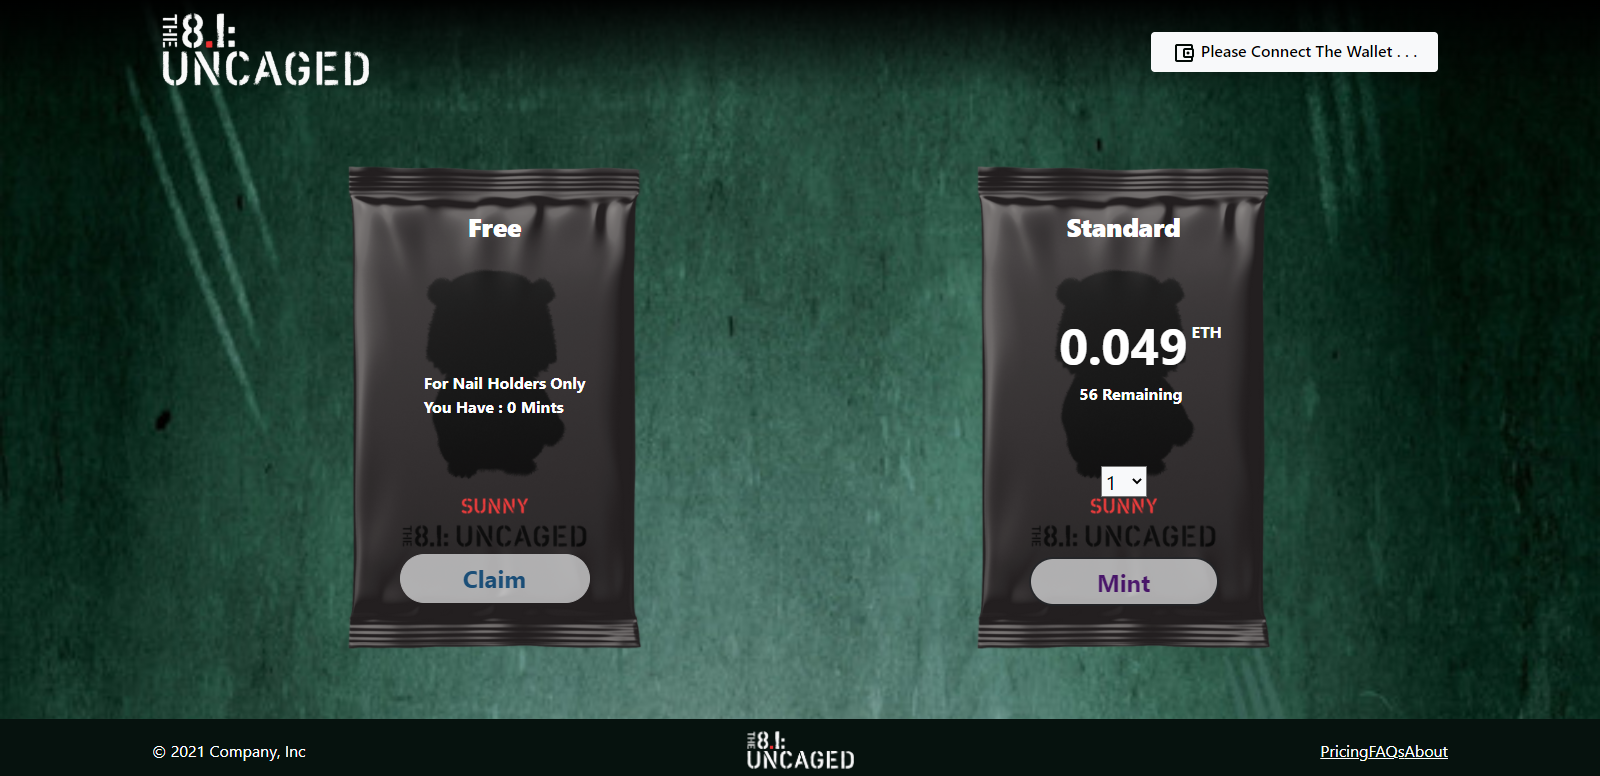 THE 8.I:
UNCAGED
Please Connect The Wallet . . .
Free
For Nail Holders Only
You Have : 0 Mints
SUNNY
THE 8.I: UNCAGED
Claim
Standard
0.049 ETH
56 Remaining
1
SUNNY
THE 8.I: UNCAGED
Mint
© 2021 Company, Inc
THE 8.I:
UNCAGED
PricingFAQsAbout